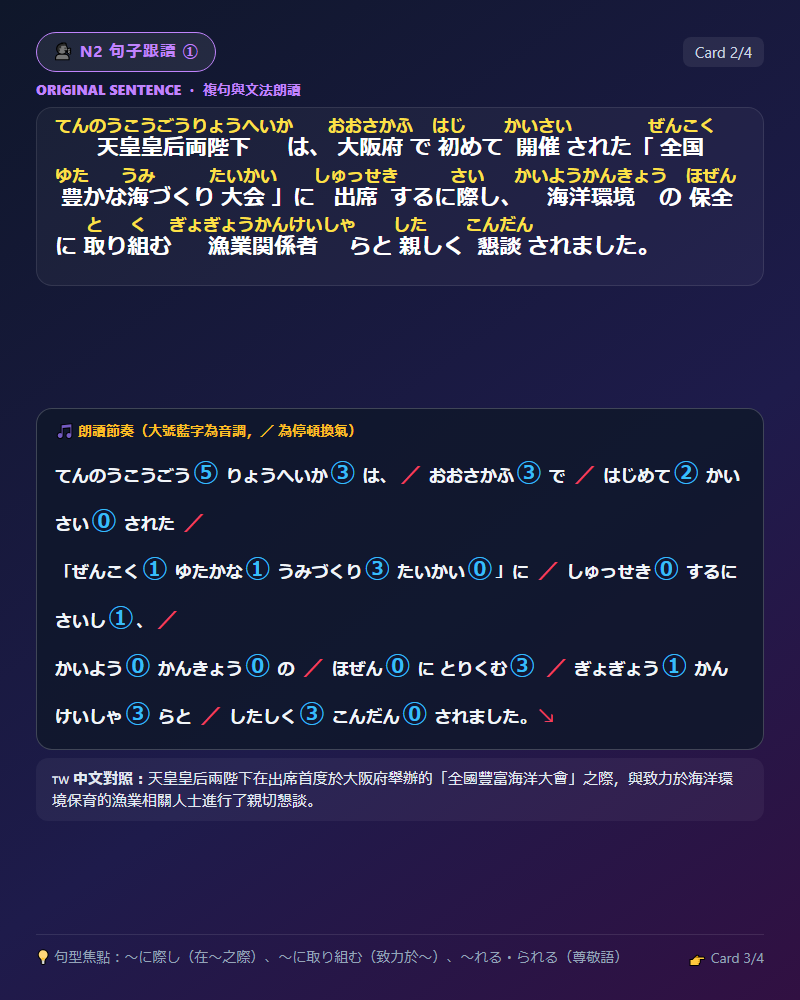 N2 句子跟讀 ①
Card 2/4
ORIGINAL SENTENCE · 複句與文法朗讀
てんのうこうごうりょうへいか おおさかふ はじ かいさい ぜんこく
天皇皇后両陛下 は、大阪府 で 初めて 開催 された「 全国
ゆた うみ たいかい しゅっせき さい かいようかんきょう ほぜん
豊かな海づくり 大会 」に 出席 するに際し、 海洋環境 の 保全
と く ぎょぎょうかんけいしゃ した こんだん
に 取り組む 漁業関係者 らと 親しく 懇談 されました。
🎵 朗讀節奏（大號藍字為音調，／ 為停頓換氣）
てんのうこうごう⑤ りょうへいか③ は、／ おおさかふ③ で ／ はじめて② かい
さい⓪ された ／
「ぜんこく① ゆたかな① うみづくり③ たいかい⓪」に ／ しゅっせき⓪ するに
さいし①、／
かいよう⓪ かんきょう⓪ の ／ ほぜん⓪ に とりくむ③ ／ ぎょぎょう① かん
けいしゃ③ らと ／ したしく③ こんだん⓪ されました。↘
TW 中文對照：天皇皇后兩陛下在出席首度於大阪府舉辦的「全國豐富海洋大會」之際，與致力於海洋環
境保育的漁業相關人士進行了親切懇談。
💡 句型焦點：～に際し（在～之際）、～に取り組む（致力於～）、～れる・られる（尊敬語）
👉 Card 3/4